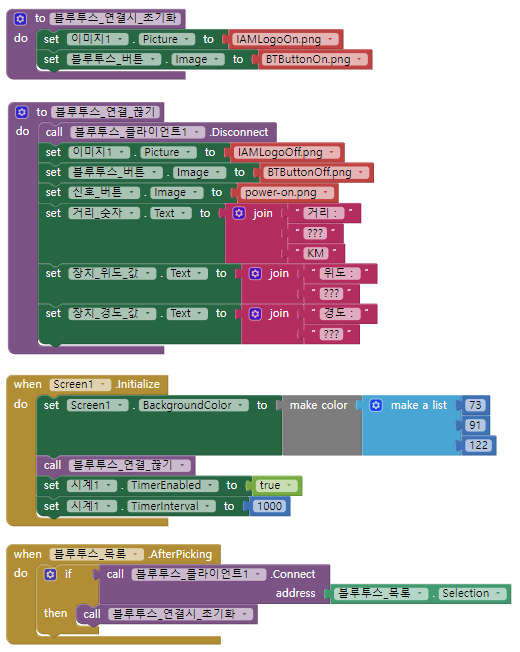 to 블루투스_연결시_초기화
do set 이미지1 . Picture to IAMLogoOn.png
set 블루투스_버튼 . Image to BTButtonOn.png
to 블루투스_연결_끊기
do call 블루투스_클라이언트1 .Disconnect
set 이미지1 . Picture to IAMLogoOff.png
set 블루투스_버튼 . Image to BTButtonOff.png
set 신호_버튼 . Image to power-on.png
set 거리_숫자 . Text to join " 거리 : "
" ??? "
" KM "
set 장치_위도_값 . Text to join " 위도 : "
" ??? "
set 장치_경도_값 . Text to join " 경도 : "
" ??? "
when Screen1 .Initialize
do set Screen1 . BackgroundColor to make color make a list 73
91
122
call 블루투스_연결_끊기
set 시계1 . TimerEnabled to true
set 시계1 . TimerInterval to 1000
when 블루투스_목록 .AfterPicking
do if call 블루투스_클라이언트1 .Connect
address 블루투스_목록 . Selection
then call 블루투스_연결시_초기화